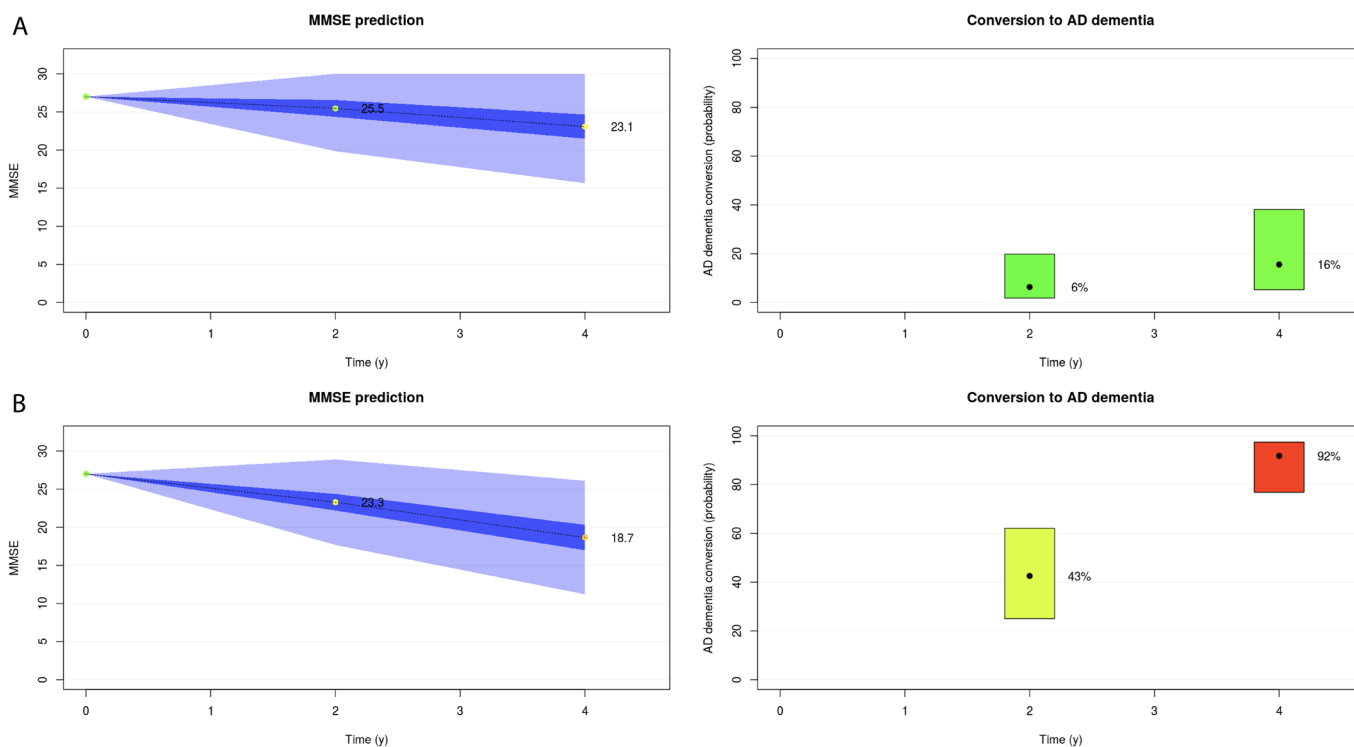 A
MMSE prediction
MMSE
30
25
20
15
10
5
0
25.5
23.1
0 1 2 3 4
Time (y)
Conversion to AD dementia
AD dementia conversion (probability)
100
80
60
40
20
0
6%
16%
0 1 2 3 4
Time (y)
B
MMSE prediction
MMSE
30
25
20
15
10
5
0
23.3
18.7
0 1 2 3 4
Time (y)
Conversion to AD dementia
AD dementia conversion (probability)
100
80
60
40
20
0
43%
92%
0 1 2 3 4
Time (y)